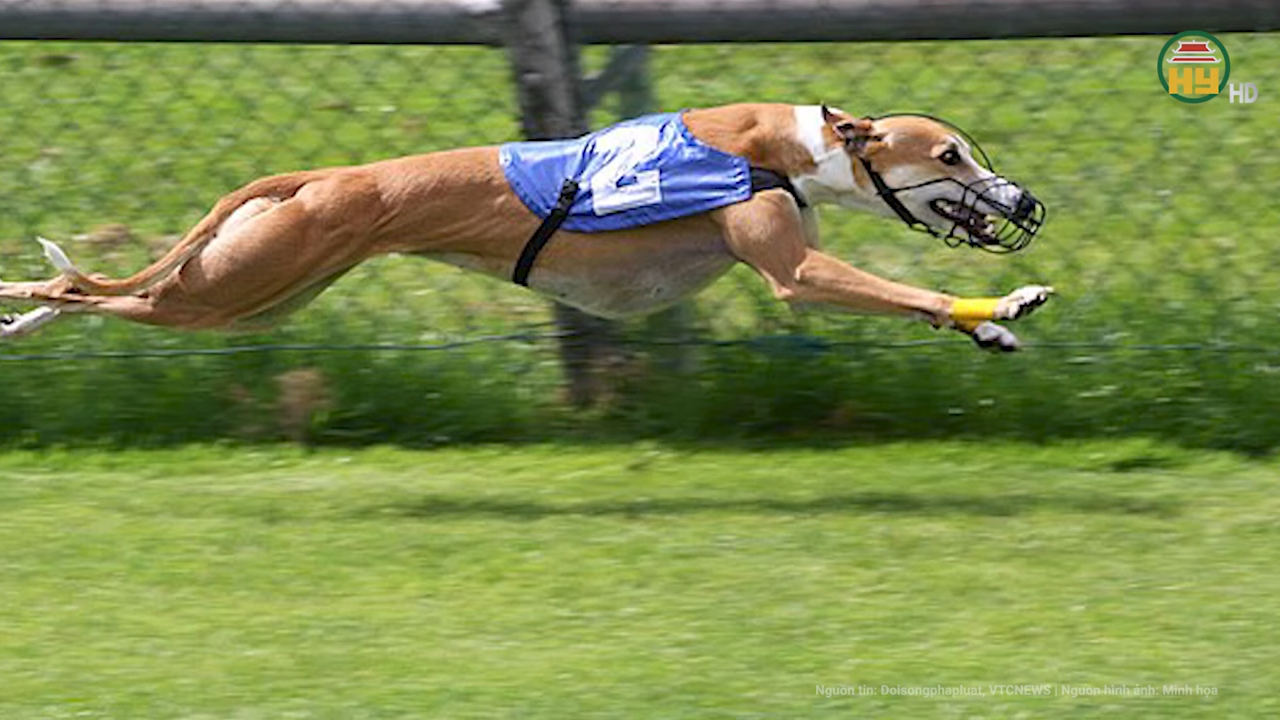 HY
HD
Nguồn tin: Doisongphapluat, VTCNEWS | Nguồn hình ảnh: Minh họa